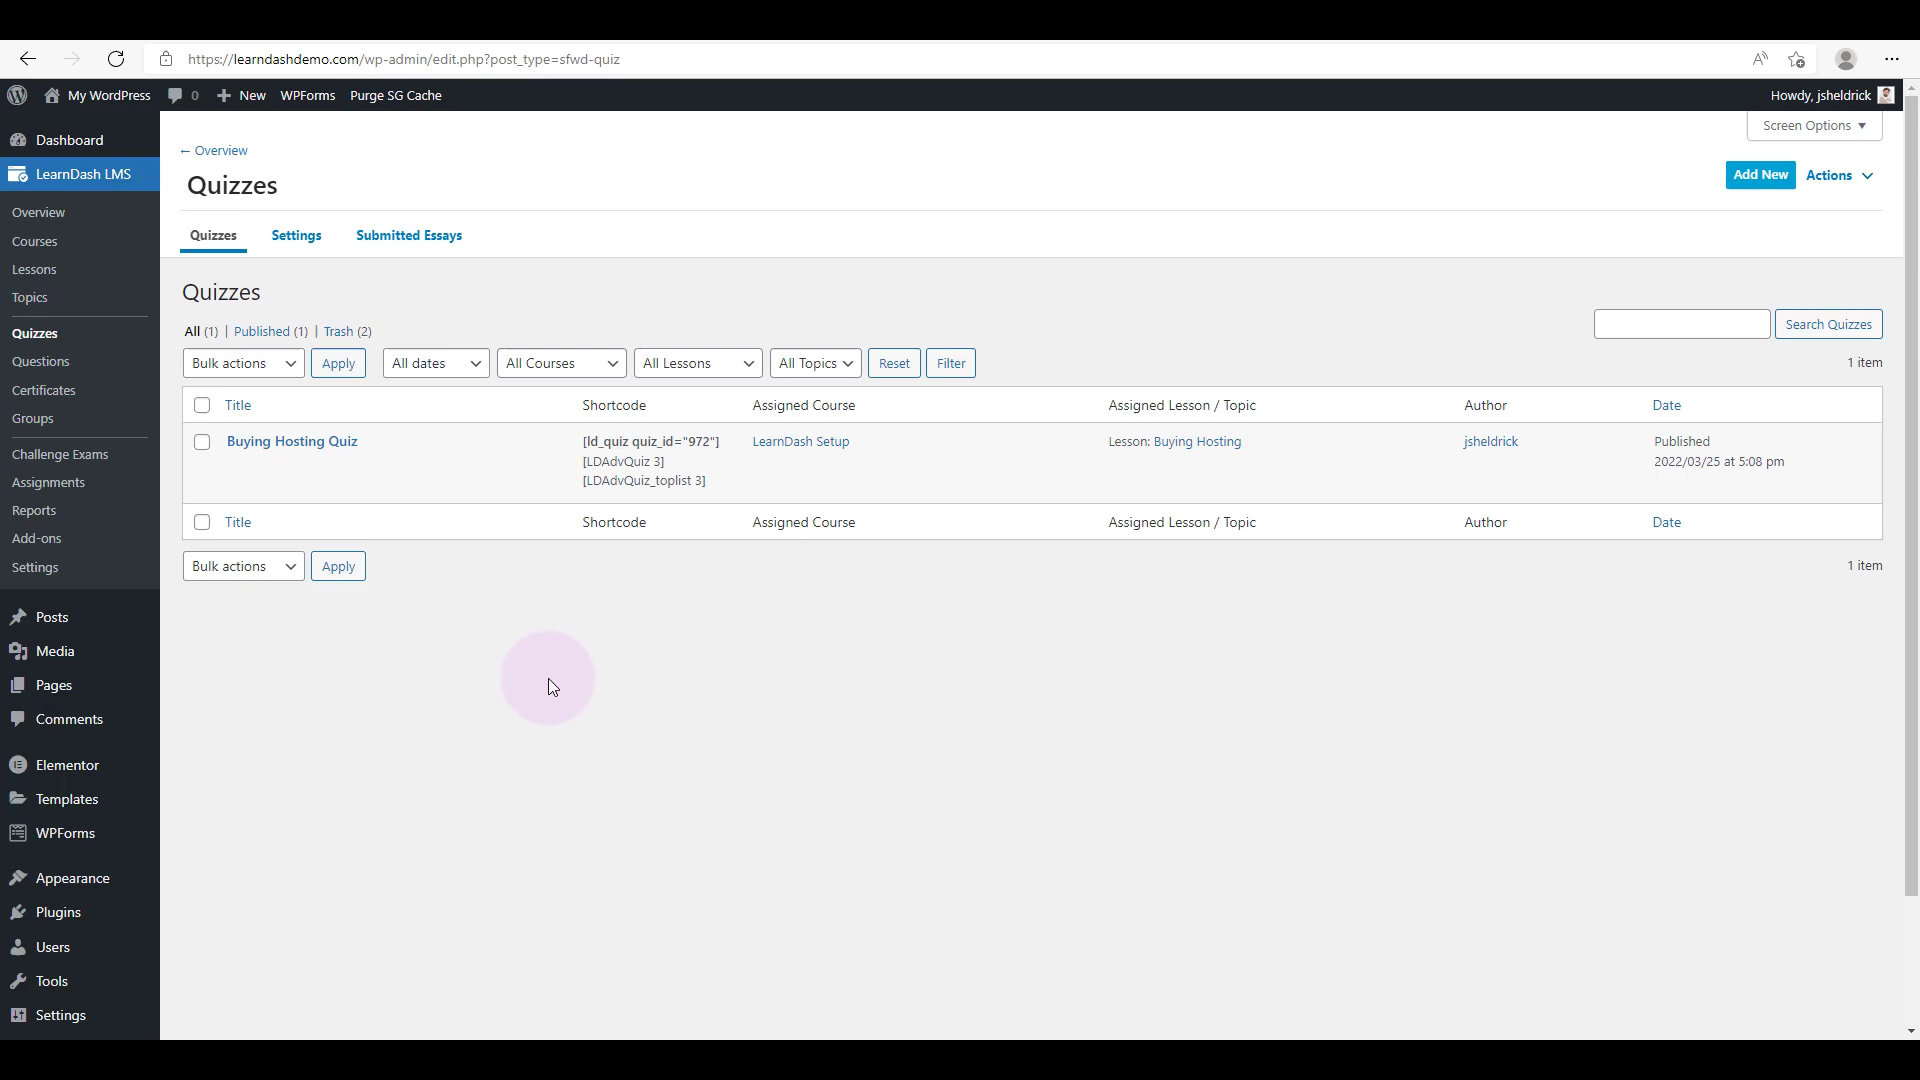 https://learndashdemo.com/wp-admin/edit.php?post_type=sfwd-quiz
My WordPress 0 New WPForms Purge SG Cache Howdy, jsheldrick
Screen Options
Dashboard
LearnDash LMS
Overview
Courses
Lessons
Topics
Quizzes
Questions
Certificates
Groups
Challenge Exams
Assignments
Reports
Add-ons
Settings
Posts
Media
Pages
Comments
Elementor
Templates
WPForms
Appearance
Plugins
Users
Tools
Settings
← Overview
Quizzes
Add New Actions
Quizzes Settings Submitted Essays
Quizzes
All (1) | Published (1) | Trash (2)
Search Quizzes
Bulk actions Apply All dates All Courses All Lessons All Topics Reset Filter 1 item
Title Shortcode Assigned Course Assigned Lesson / Topic Author Date
Buying Hosting Quiz [ld_quiz quiz_id="972"] LearnDash Setup Lesson: Buying Hosting jsheldrick Published
[LDAdvQuiz 3] 2022/03/25 at 5:08 pm
[LDAdvQuiz_toplist 3]
Title Shortcode Assigned Course Assigned Lesson / Topic Author Date
Bulk actions Apply 1 item